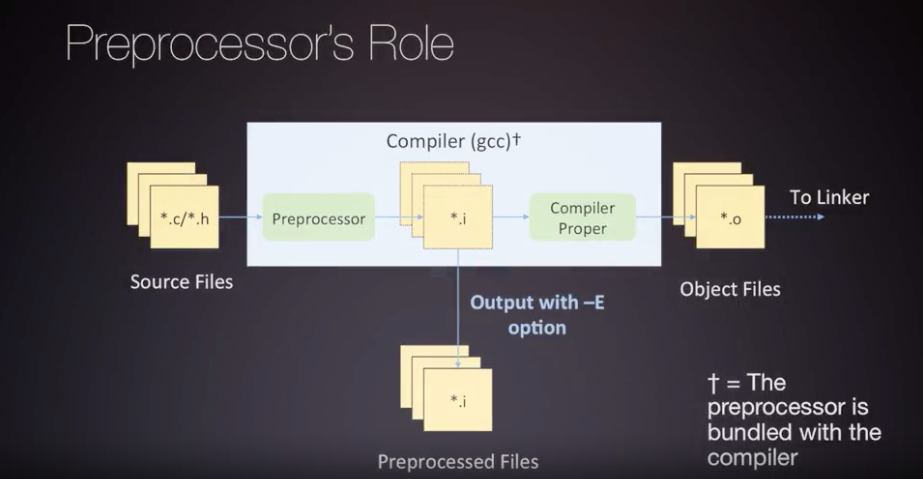 Preprocessor's Role
Compiler (gcc)†
*.c/*.h
Preprocessor
*.i
Compiler
Proper
*.o
To Linker
Source Files
Object Files
Output with –E
option
*.i
Preprocessed Files
† = The
preprocessor is
bundled with the
compiler